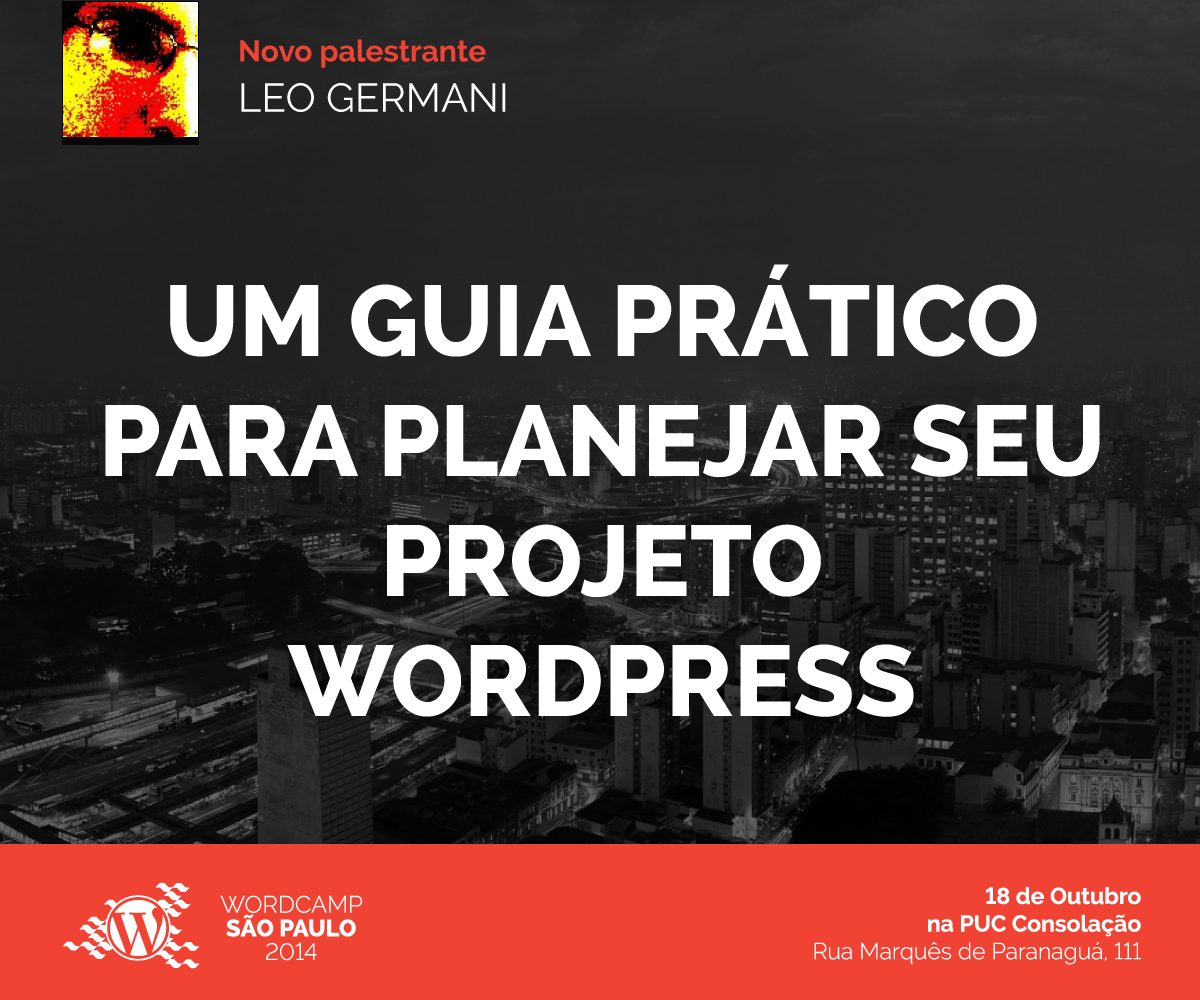 Novo palestrante
LEO GERMANI
UM GUIA PRÁTICO
PARA PLANEJAR SEU
PROJETO
WORDPRESS
W
WORDCAMP
SÃO PAULO
2014
18 de Outubro
na PUC Consolação
Rua Marquês de Paranaguá, 111